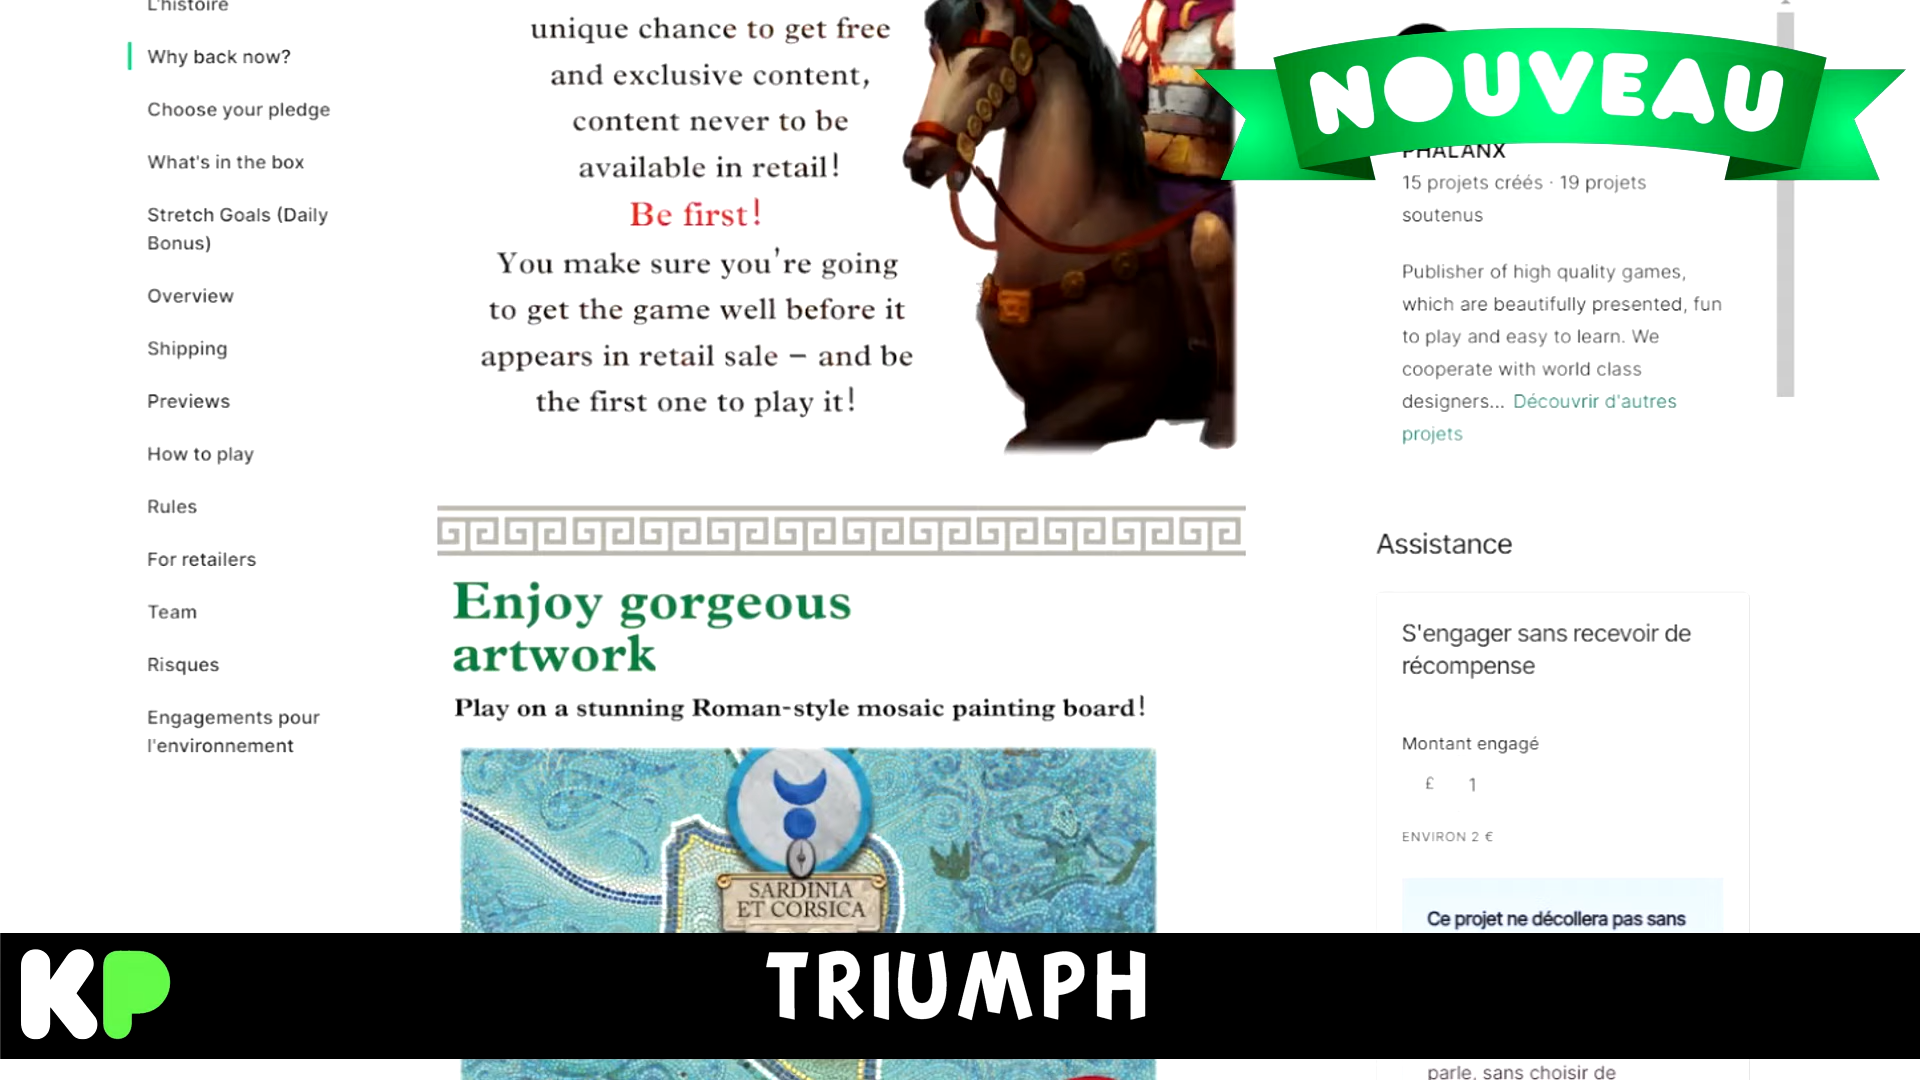 L'histoire
Why back now?
Choose your pledge
What's in the box
Stretch Goals (Daily
Bonus)
Overview
Shipping
Previews
How to play
Rules
For retailers
Team
Risques
Engagements pour
l'environnement
unique chance to get free
and exclusive content,
content never to be
available in retail!
Be first!
You make sure you're going
to get the game well before it
appears in retail sale – and be
the first one to play it!
Enjoy gorgeous
artwork
Play on a stunning Roman-style mosaic painting board!
SARDINIA
ET CORSICA
NOUVEAU
PHALANX
15 projets créés · 19 projets
soutenus
Publisher of high quality games,
which are beautifully presented, fun
to play and easy to learn. We
cooperate with world class
designers... Découvrir d'autres
projets
Assistance
S'engager sans recevoir de
récompense
Montant engagé
£ 1
ENVIRON 2 €
Ce projet ne décollera pas sans
KP
TRIUMPH
parle, sans choisir de